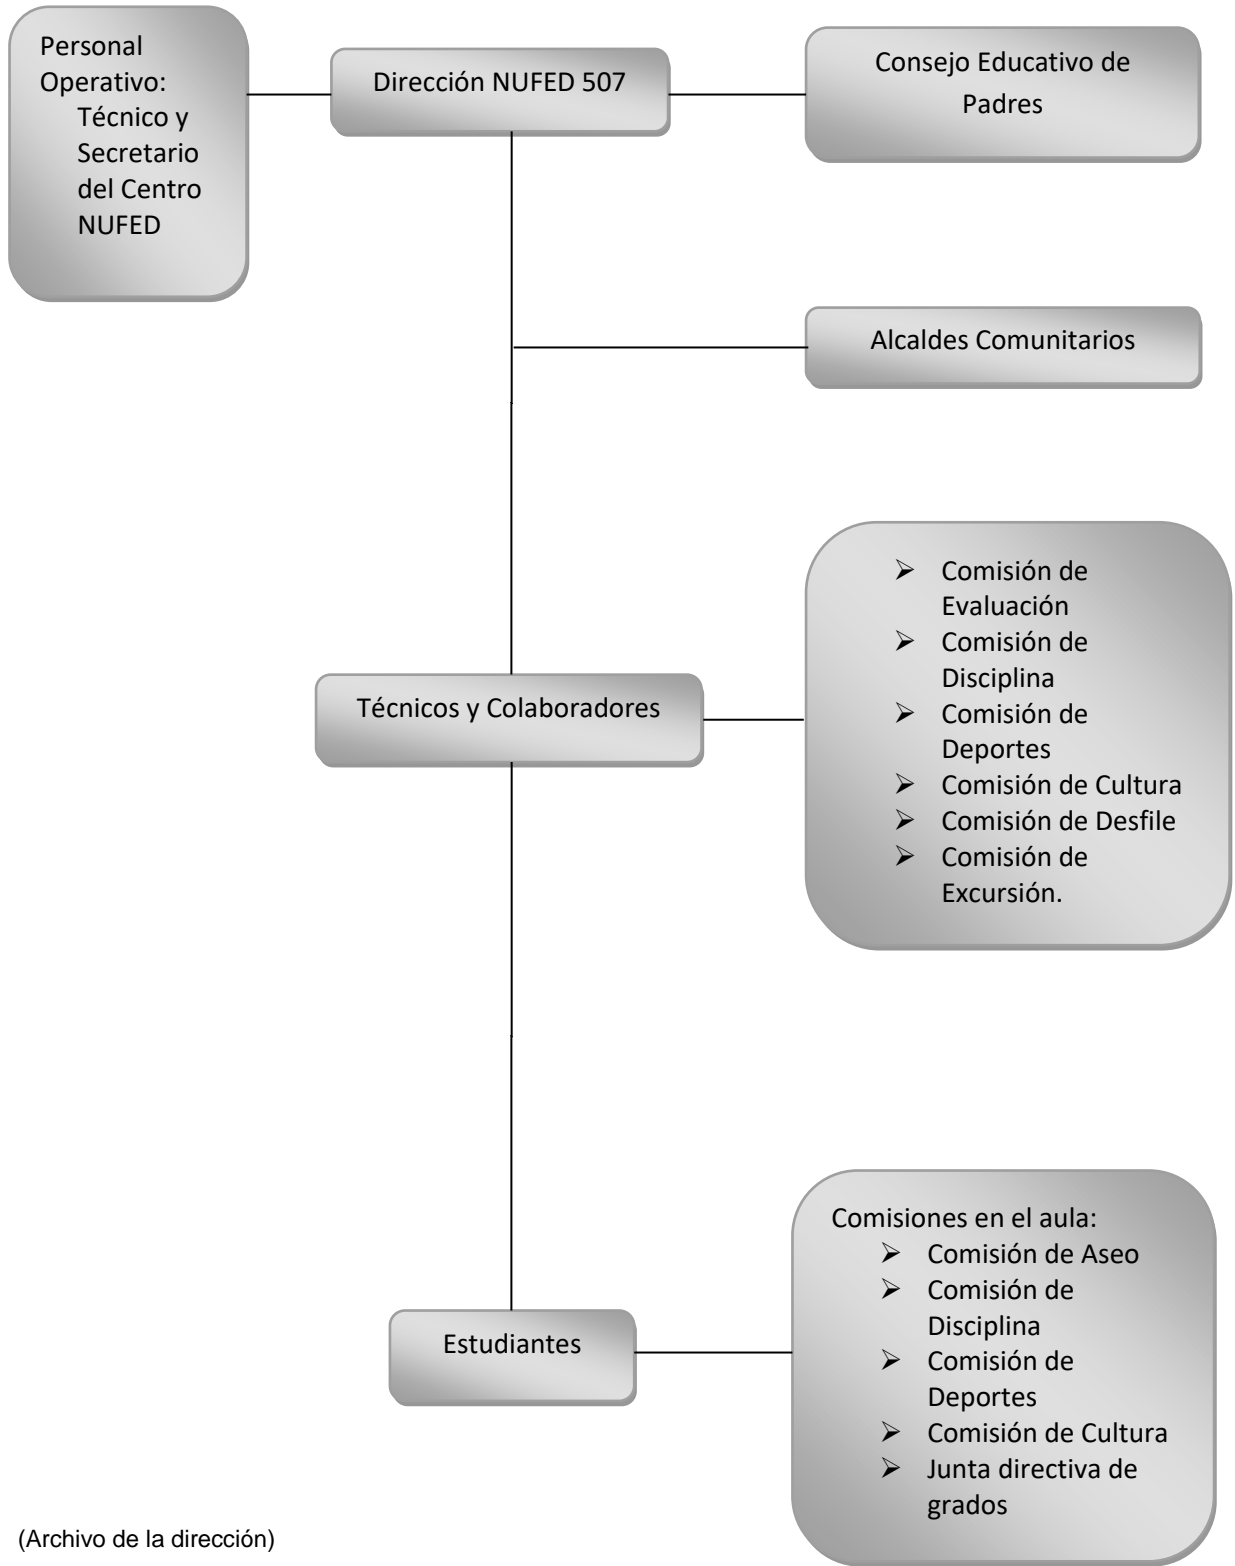 Personal
Operativo:
Técnico y
Secretario
del Centro
NUFED
Dirección NUFED 507
Consejo Educativo de
Padres
Alcaldes Comunitarios
Técnicos y Colaboradores
➢ Comisión de
Evaluación
➢ Comisión de
Disciplina
➢ Comisión de
Deportes
➢ Comisión de Cultura
➢ Comisión de Desfile
➢ Comisión de
Excursión.
Estudiantes
Comisiones en el aula:
➢ Comisión de Aseo
➢ Comisión de
Disciplina
➢ Comisión de
Deportes
➢ Comisión de Cultura
➢ Junta directiva de
grados
(Archivo de la dirección)